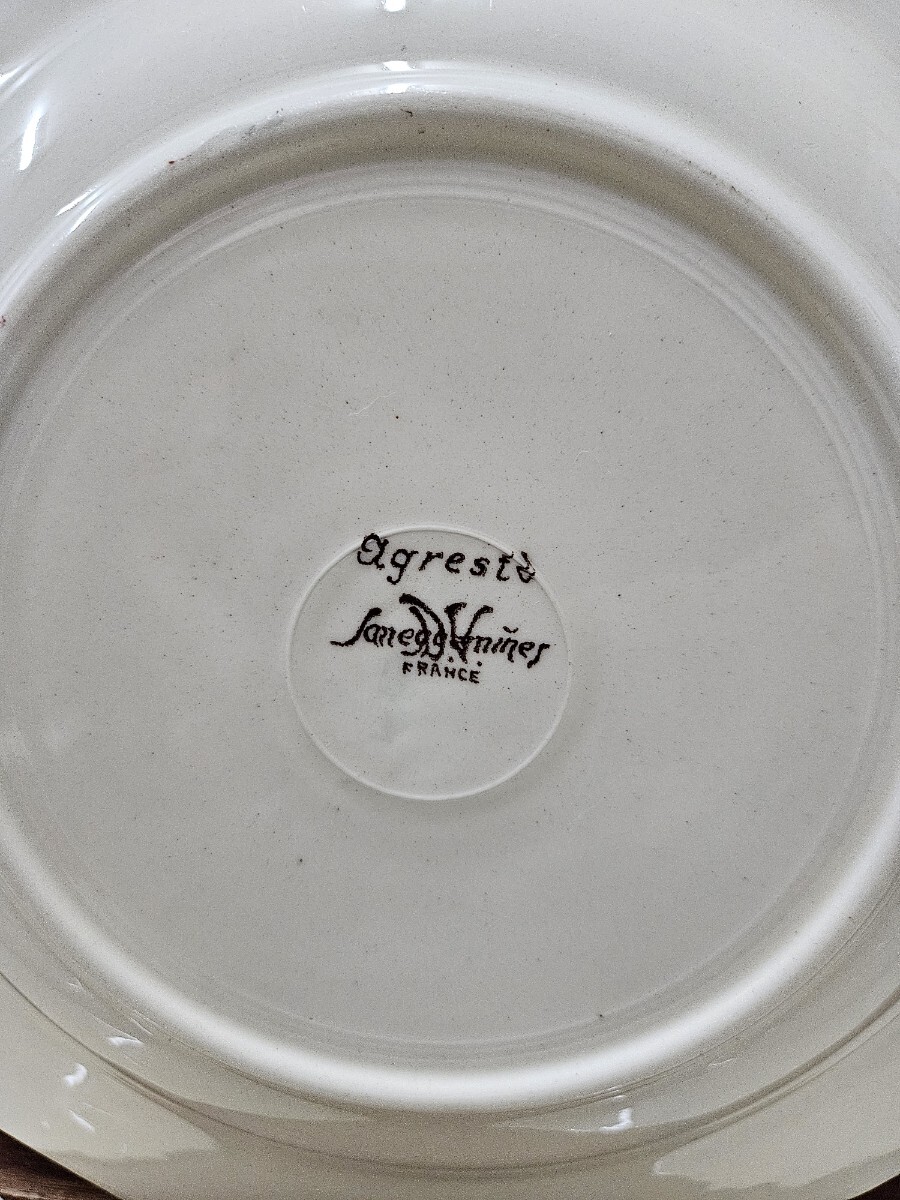 Agreste
Sarreguemines
D.V.
FRANCE